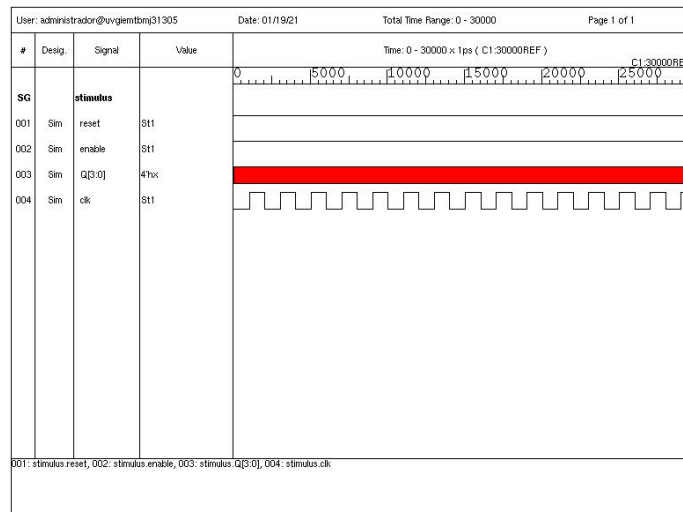 User: administrador@uvgiemtbmj31305 Date: 01/19/21 Total Time Range: 0 - 30000 Page 1 of 1
# Desig. Signal Value Time: 0 - 30000 x 1ps ( C1:30000REF )
C1:30000RE
0 5000 10000 15000 20000 25000
SG stimulus
001 Sim reset St1
002 Sim enable St1
003 Sim Q[3:0] 4'hx
004 Sim clk St1
001: stimulus.reset, 002: stimulus.enable, 003: stimulus.Q[3:0], 004: stimulus.clk